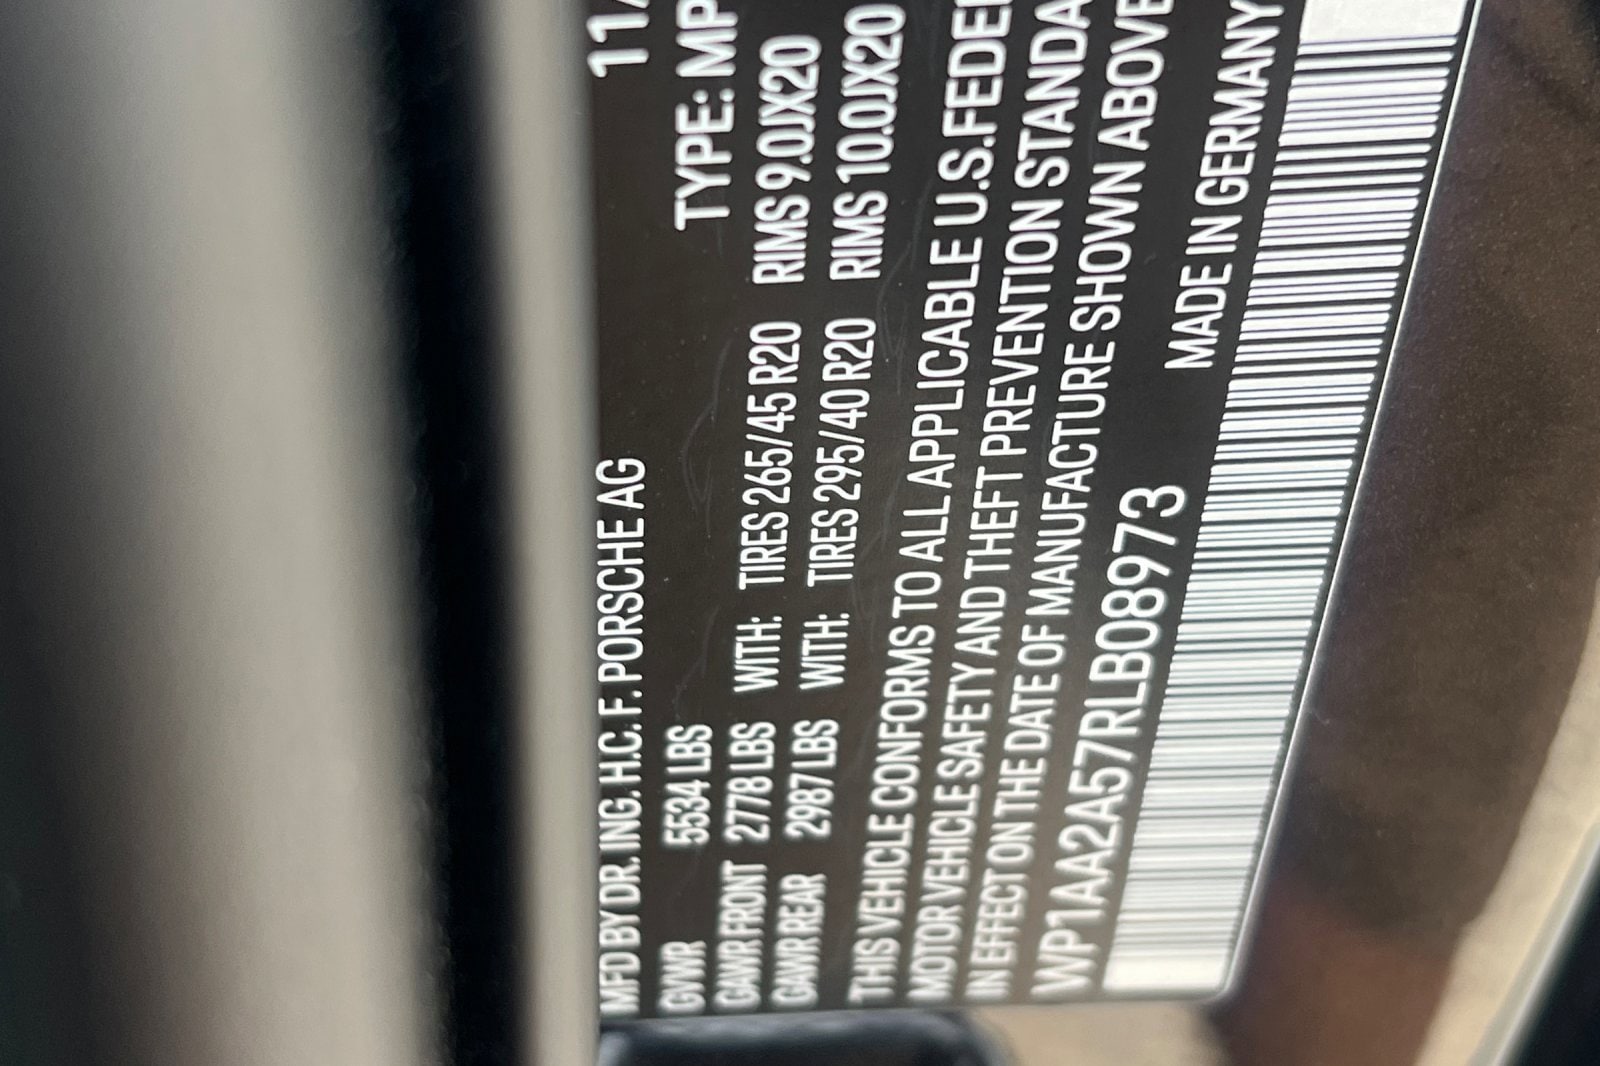 MFD BY DR. ING. H.C. F. PORSCHE AG 11/
GVWR 5534 LBS TYPE: MP
GAWR FRONT 2778 LBS WITH: TIRES 265/45 R20 RIMS 9.0JX20
GAWR REAR 2987 LBS WITH: TIRES 295/40 R20 RIMS 10.0JX20
THIS VEHICLE CONFORMS TO ALL APPLICABLE U.S. FEDE
MOTOR VEHICLE SAFETY AND THEFT PREVENTION STANDA
IN EFFECT ON THE DATE OF MANUFACTURE SHOWN ABOVE
WP1AA2A57RLB08973 MADE IN GERMANY